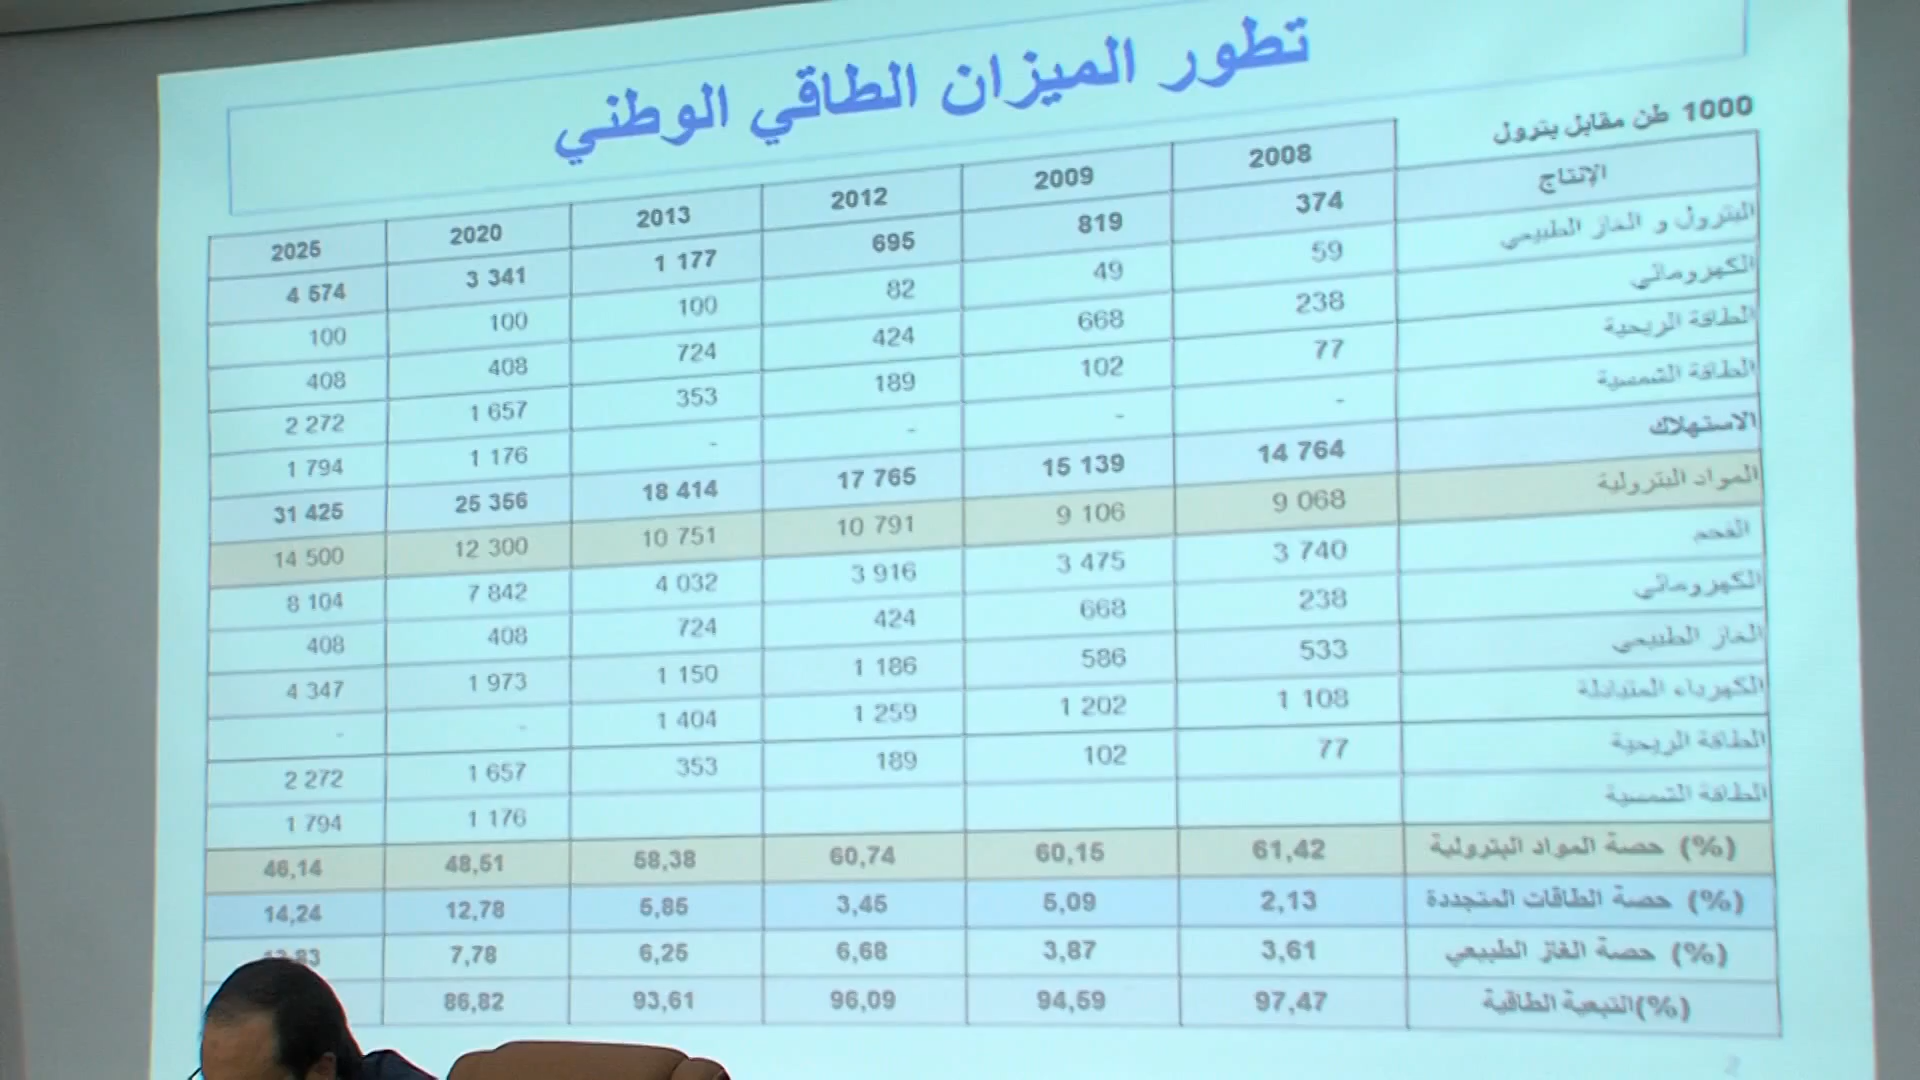 تطور الميزان الطاقي الوطني
1000 طن مقابل بترول
2008 2009 2012 2013 2020 2025
الإنتاج 374 819 695 1 177 3 341 4 574
البترول و الغاز الطبيعي 59 49 82 100 100 100
الكهرومائي 238 668 424 724 408 408
الطاقة الريحية 77 102 189 353 1 657 2 272
الطاقة الشمسية - - - - 1 176 1 794
الاستهلاك 14 764 15 139 17 765 18 414 25 356 31 425
المواد البترولية 9 068 9 106 10 791 10 751 12 300 14 500
الفحم 3 740 3 475 3 916 4 032 7 842 8 104
الكهرومائي 238 668 424 724 408 408
الغاز الطبيعي 533 586 1 186 1 150 1 973 4 347
الكهرباء المتبادلة 1 108 1 202 1 259 1 404 - -
الطاقة الريحية 77 102 189 353 1 657 2 272
الطاقة الشمسية 1 176 1 794
(%) حصة المواد البترولية 61,42 60,15 60,74 58,38 48,51 46,14
(%) حصة الطاقات المتجددة 2,13 5,09 3,45 5,85 12,78 14,24
(%) حصة الغاز الطبيعي 3,61 3,87 6,68 6,25 7,78
(%)التبعية الطاقية 97,47 94,59 96,09 93,61 86,82